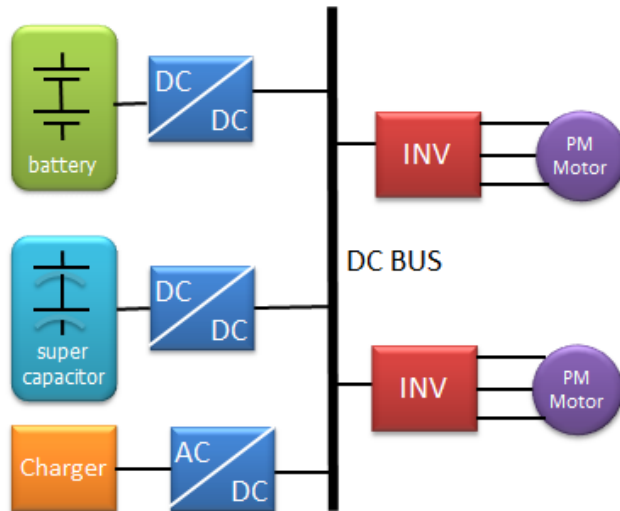 DC
DC
battery
INV
PM
Motor
DC BUS
DC
DC
super
capacitor
INV
PM
Motor
Charger
AC
DC